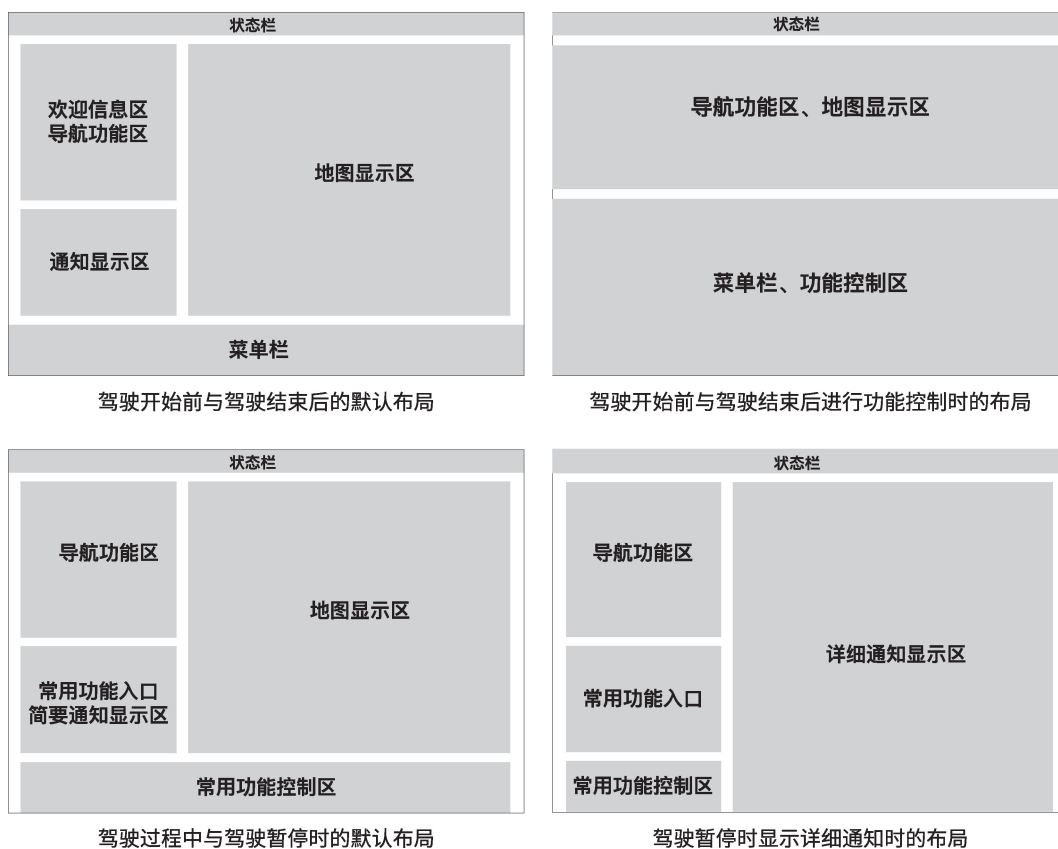 状态栏
欢迎信息区
导航功能区
地图显示区
通知显示区
菜单栏
驾驶开始前与驾驶结束后的默认布局
状态栏
导航功能区、地图显示区
菜单栏、功能控制区
驾驶开始前与驾驶结束后进行功能控制时的布局
状态栏
导航功能区
地图显示区
常用功能入口
简要通知显示区
常用功能控制区
驾驶过程中与驾驶暂停时的默认布局
状态栏
导航功能区
详细通知显示区
常用功能入口
常用功能控制区
驾驶暂停时显示详细通知时的布局